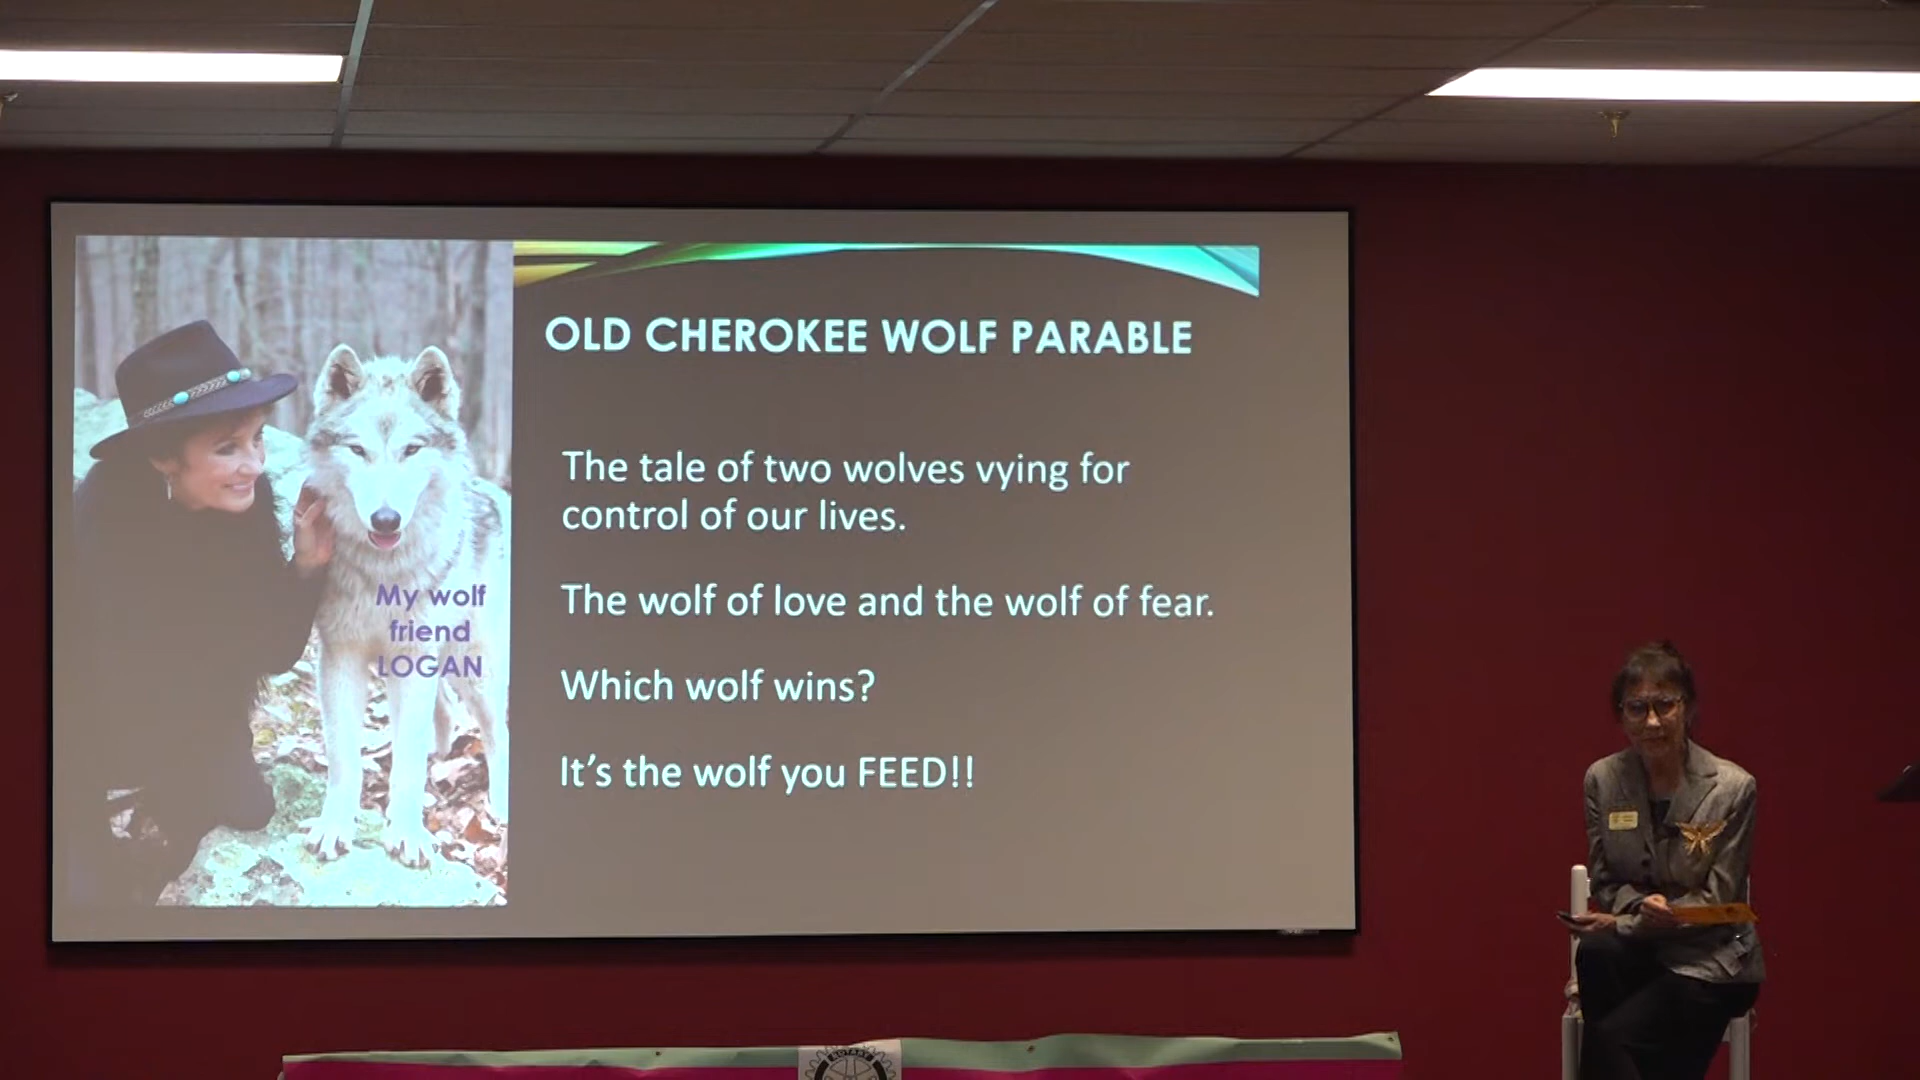 OLD CHEROKEE WOLF PARABLE
The tale of two wolves vying for
control of our lives.
The wolf of love and the wolf of fear.
Which wolf wins?
It's the wolf you FEED!!
My wolf
friend
LOGAN
ROTARY